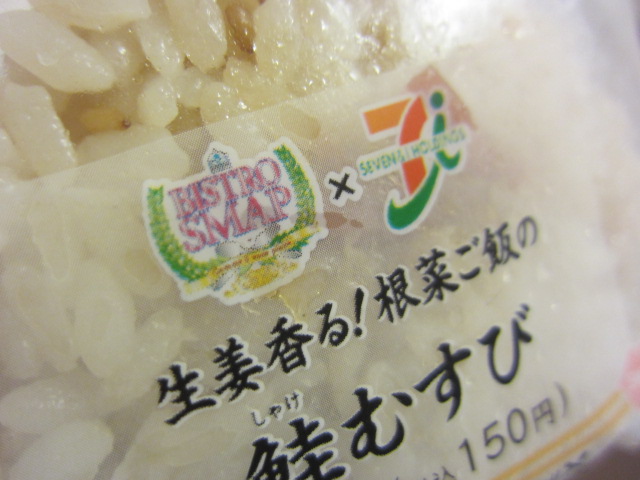 BISTRO
SMAP
×
SEVEN & i HOLDINGS
生姜香る!根菜ご飯の
しゃけ
鮭むすび
込150円)